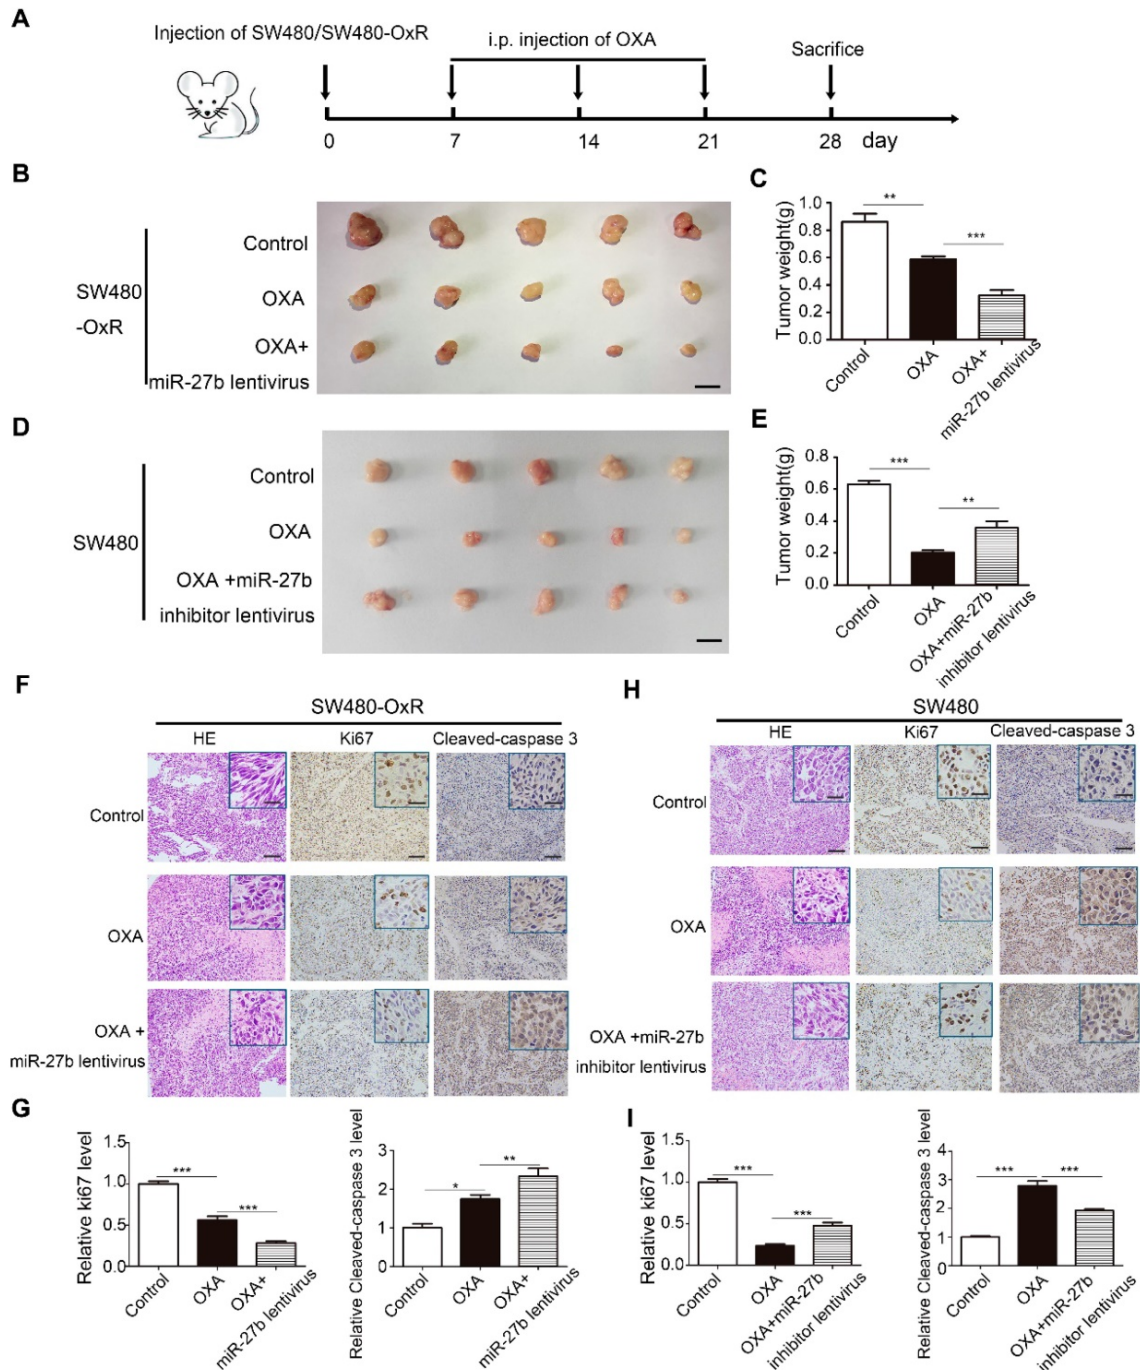 A
Injection of SW480/SW480-OxR
i.p. injection of OXA
Sacrifice
0 7 14 21 28 day
B
SW480
-OxR
Control
OXA
OXA+
miR-27b lentivirus
C
Tumor weight(g)
1.0
0.8
0.6
0.4
0.2
0.0
**
***
Control
OXA
OXA+
miR-27b lentivirus
D
SW480
Control
OXA
OXA +miR-27b
inhibitor lentivirus
E
Tumor weight(g)
0.8
0.6
0.4
0.2
0.0
***
**
Control
OXA
OXA+miR-27b
inhibitor lentivirus
F
SW480-OxR
HE Ki67 Cleaved-caspase 3
Control
OXA
OXA +
miR-27b lentivirus
H
SW480
HE Ki67 Cleaved-caspase 3
Control
OXA
OXA +miR-27b
inhibitor lentivirus
G
Relative ki67 level
1.5
1.0
0.5
0.0
***
***
Control
OXA
OXA+
miR-27b lentivirus
Relative Cleaved-caspase 3 level
3
2
1
0
*
**
Control
OXA
OXA+
miR-27b lentivirus
I
Relative ki67 level
1.5
1.0
0.5
0.0
***
***
Control
OXA
OXA+miR-27b
inhibitor lentivirus
Relative Cleaved-caspase 3 level
4
3
2
1
0
***
***
Control
OXA
OXA+miR-27b
inhibitor lentivirus